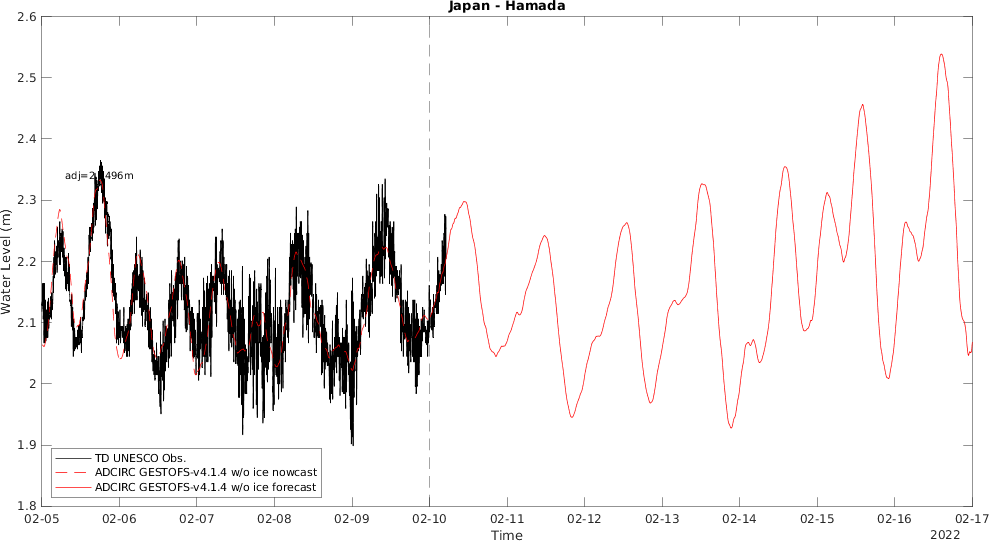 Japan - Hamada
2.6
2.5
2.4
2.3
2.2
2.1
2
1.9
1.8
Water Level (m)
TD UNESCO Obs.
ADCIRC GESTOFS-v4.1.4 w/o ice nowcast
ADCIRC GESTOFS-v4.1.4 w/o ice forecast
02-05 02-06 02-07 02-08 02-09 02-10 02-11 02-12 02-13 02-14 02-15 02-16 02-17
Time
2022